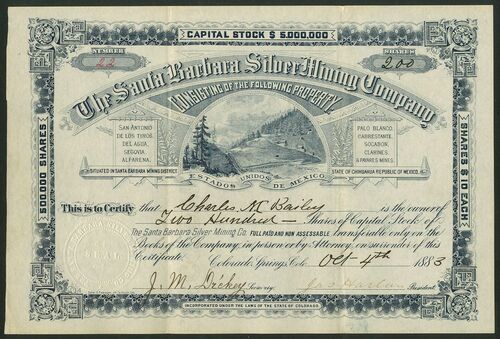 CAPITAL STOCK $ 5.000,000
NUMBER
22
SHARES
200
The Santa Barbara Silver Mining Company
CONSISTING OF THE FOLLOWING PROPERTY
SAN ANTONIO
DE LOS TIROS,
DEL AGUA,
SEGOVIA
ALFARENA.
PALO BLANCO,
CABRESTANTE,
SOCABON,
CLARINES
& PARRES MINES.
SITUATED IN SANTA BARBARA MINING DISTRICT.
STATE OF CHIHUAHUA REPUBLIC OF MEXICO.
ESTADOS UNIDOS DE MEXICO.
500,000 SHARES
SHARES $ 10 EACH
This is to Certify that Charles M Bailey is the owner of
Two Hundred Shares of Capital Stock of
The Santa Barbara Silver Mining Co. FULL PAID AND NON ASSESSABLE, transferable only on the
Books of the Company, in person or by Attorney, on surrender of this
Certificate. Colorado Springs, Colo. Oct 4th 1883
J. M. Dickey Secretary President
INCORPORATED UNDER THE LAWS OF THE STATE OF COLORADO.